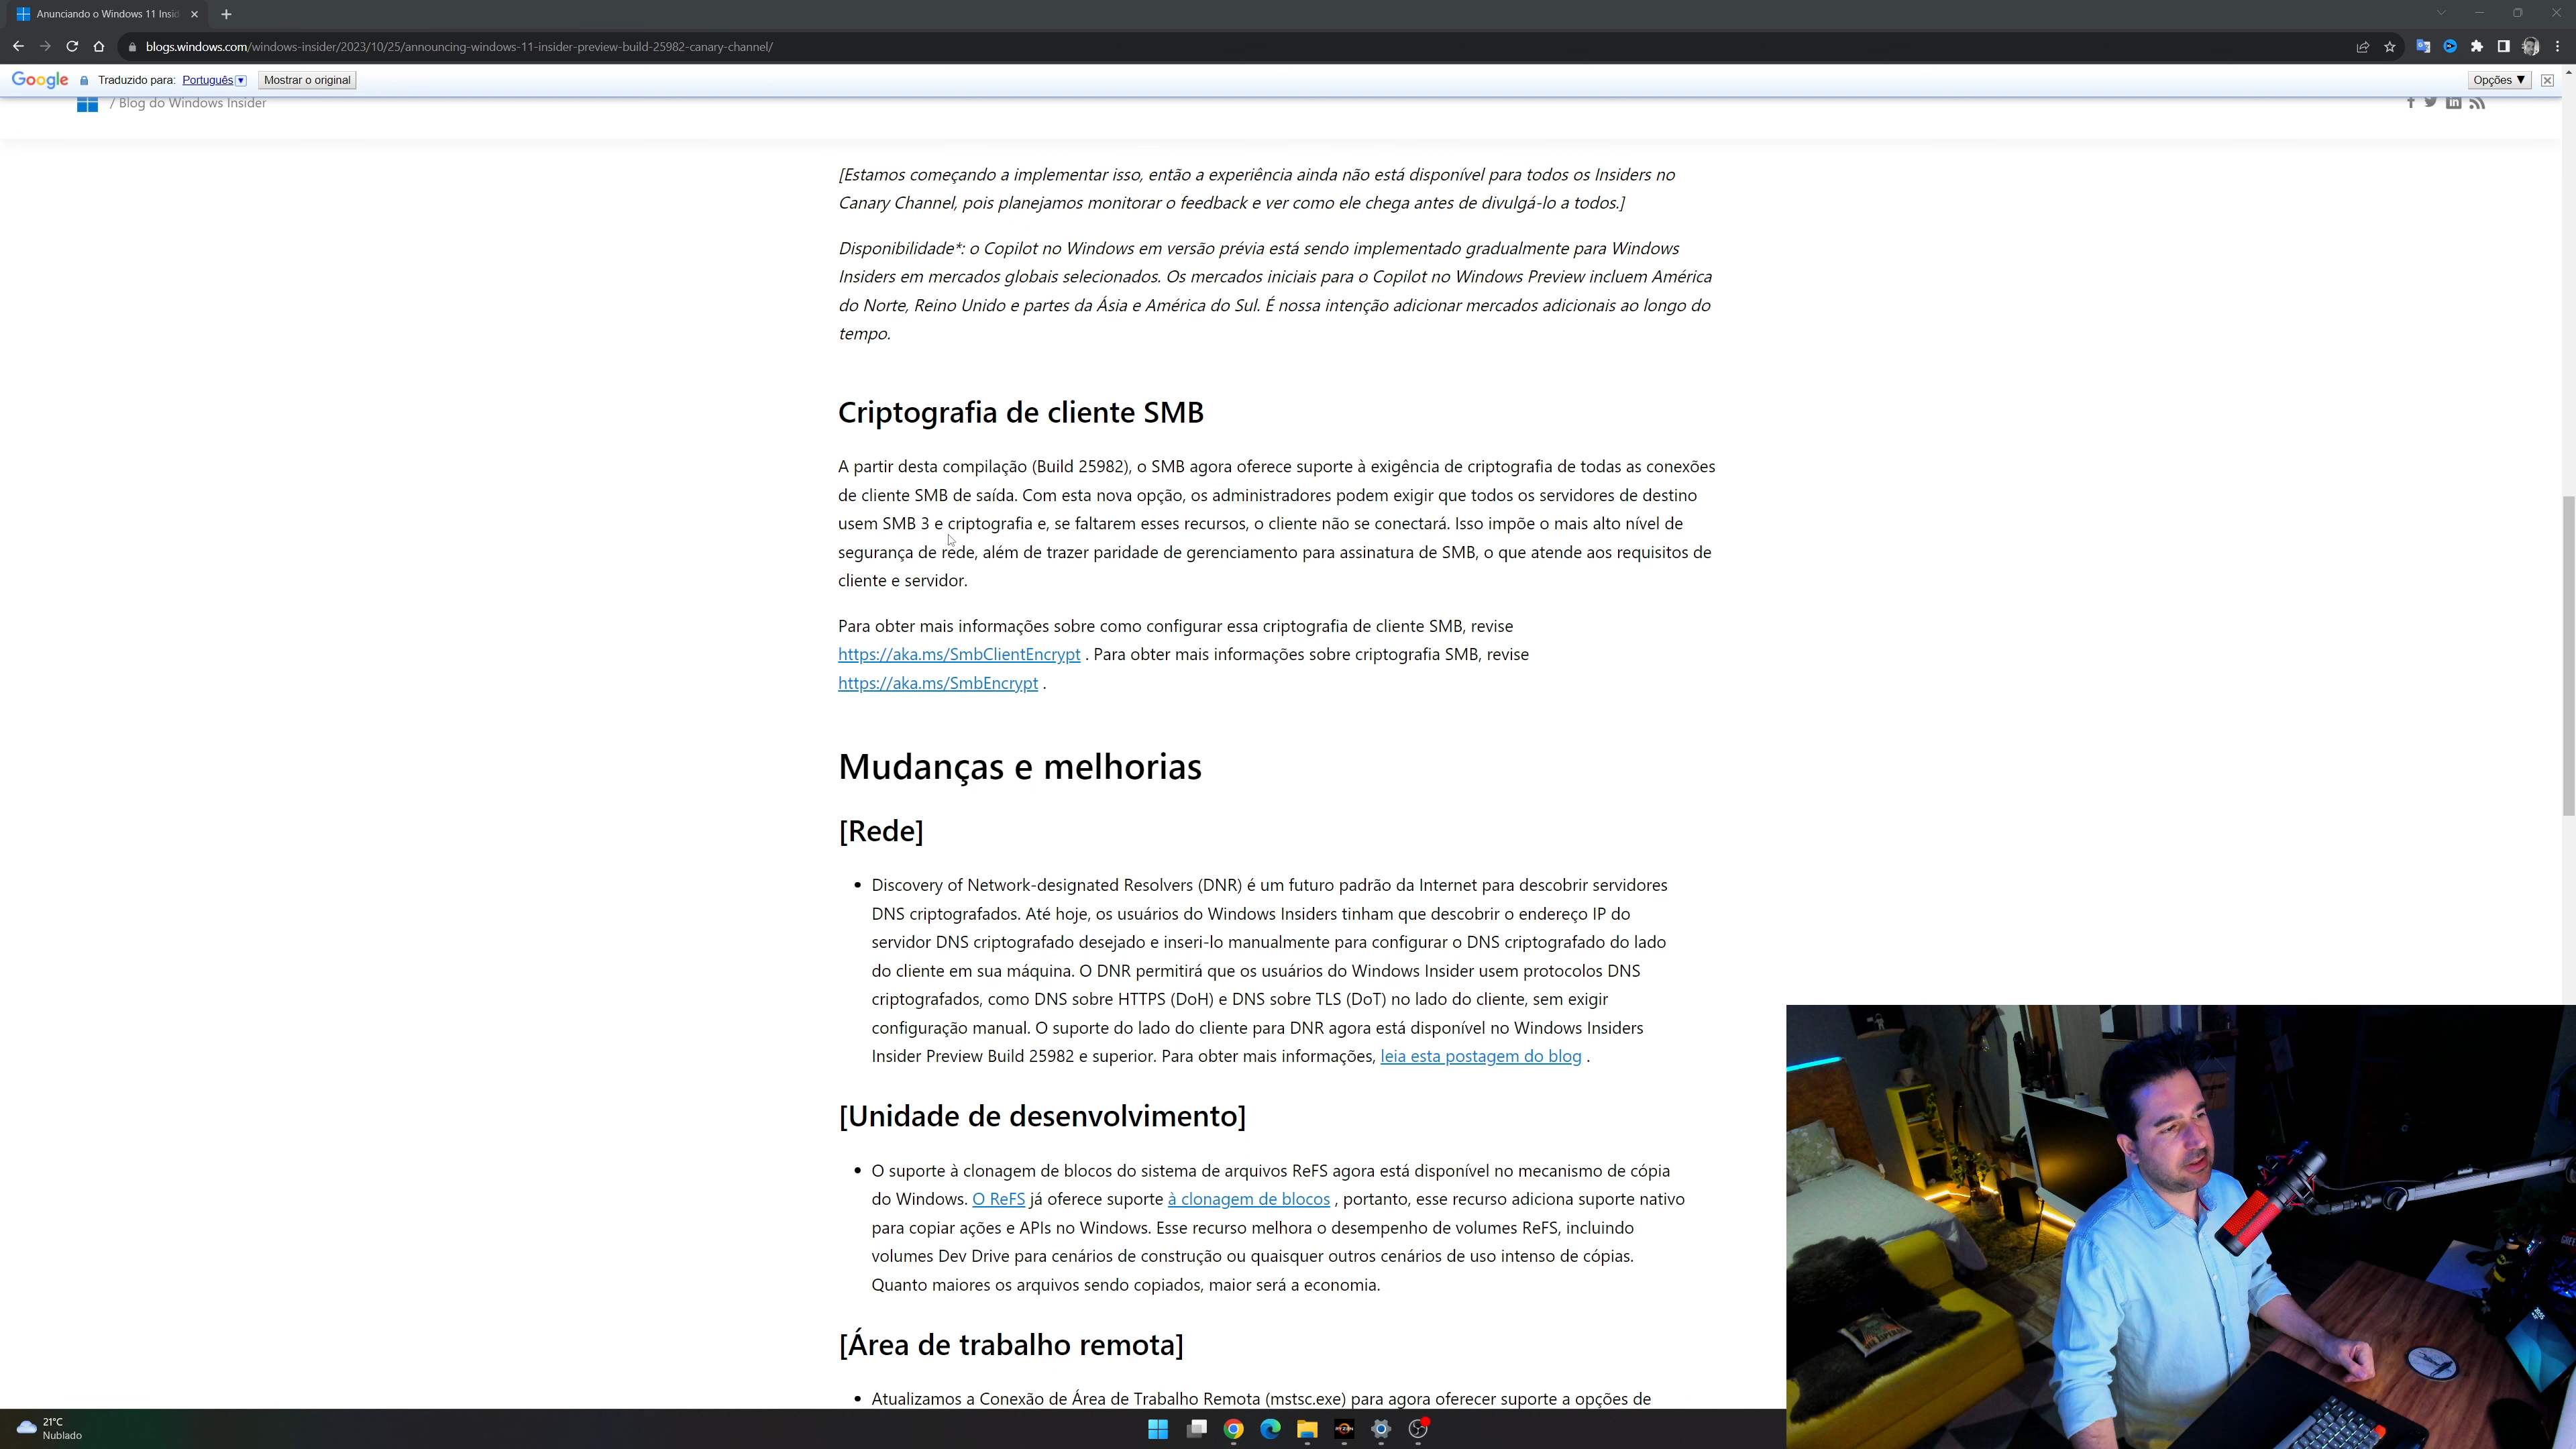 Anunciando o Windows 11 Insid
blogs.windows.com/windows-insider/2023/10/25/announcing-windows-11-insider-preview-build-25982-canary-channel/
Google Traduzido para: Português Mostrar o original Opções ▼
/ Blog do Windows Insider
[Estamos começando a implementar isso, então a experiência ainda não está disponível para todos os Insiders no
Canary Channel, pois planejamos monitorar o feedback e ver como ele chega antes de divulgá-lo a todos.]
Disponibilidade*: o Copilot no Windows em versão prévia está sendo implementado gradualmente para Windows
Insiders em mercados globais selecionados. Os mercados iniciais para o Copilot no Windows Preview incluem América
do Norte, Reino Unido e partes da Ásia e América do Sul. É nossa intenção adicionar mercados adicionais ao longo do
tempo.
Criptografia de cliente SMB
A partir desta compilação (Build 25982), o SMB agora oferece suporte à exigência de criptografia de todas as conexões
de cliente SMB de saída. Com esta nova opção, os administradores podem exigir que todos os servidores de destino
usem SMB 3 e criptografia e, se faltarem esses recursos, o cliente não se conectará. Isso impõe o mais alto nível de
segurança de rede, além de trazer paridade de gerenciamento para assinatura de SMB, o que atende aos requisitos de
cliente e servidor.
Para obter mais informações sobre como configurar essa criptografia de cliente SMB, revise
https://aka.ms/SmbClientEncrypt . Para obter mais informações sobre criptografia SMB, revise
https://aka.ms/SmbEncrypt .
Mudanças e melhorias
[Rede]
• Discovery of Network-designated Resolvers (DNR) é um futuro padrão da Internet para descobrir servidores
DNS criptografados. Até hoje, os usuários do Windows Insiders tinham que descobrir o endereço IP do
servidor DNS criptografado desejado e inseri-lo manualmente para configurar o DNS criptografado do lado
do cliente em sua máquina. O DNR permitirá que os usuários do Windows Insider usem protocolos DNS
criptografados, como DNS sobre HTTPS (DoH) e DNS sobre TLS (DoT) no lado do cliente, sem exigir
configuração manual. O suporte do lado do cliente para DNR agora está disponível no Windows Insiders
Insider Preview Build 25982 e superior. Para obter mais informações, leia esta postagem do blog .
[Unidade de desenvolvimento]
• O suporte à clonagem de blocos do sistema de arquivos ReFS agora está disponível no mecanismo de cópia
do Windows. O ReFS já oferece suporte à clonagem de blocos , portanto, esse recurso adiciona suporte nativo
para copiar ações e APIs no Windows. Esse recurso melhora o desempenho de volumes ReFS, incluindo
volumes Dev Drive para cenários de construção ou quaisquer outros cenários de uso intenso de cópias.
Quanto maiores os arquivos sendo copiados, maior será a economia.
[Área de trabalho remota]
• Atualizamos a Conexão de Área de Trabalho Remota (mstsc.exe) para agora oferecer suporte a opções de
21°C
Nublado
RYZEN